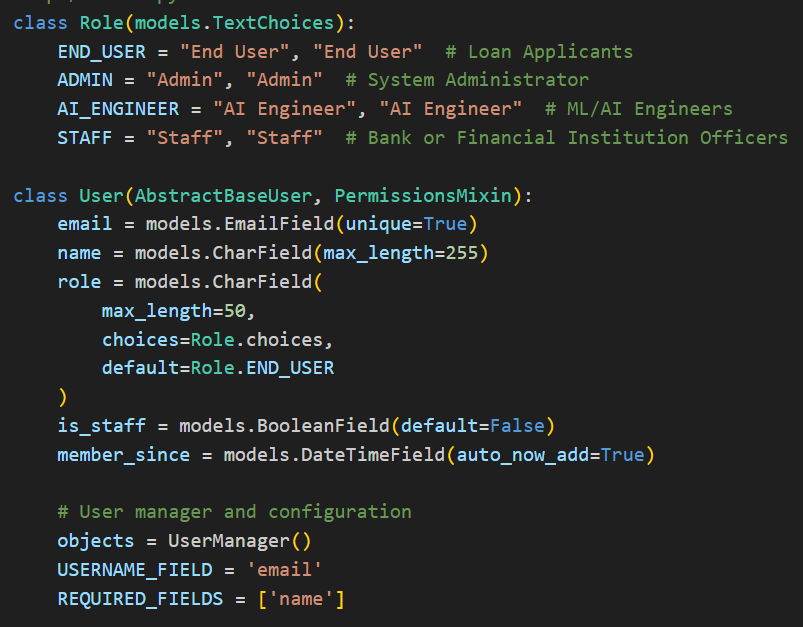 class Role(models.TextChoices):
    END_USER = "End User", "End User"  # Loan Applicants
    ADMIN = "Admin", "Admin"  # System Administrator
    AI_ENGINEER = "AI Engineer", "AI Engineer"  # ML/AI Engineers
    STAFF = "Staff", "Staff"  # Bank or Financial Institution Officers

class User(AbstractBaseUser, PermissionsMixin):
    email = models.EmailField(unique=True)
    name = models.CharField(max_length=255)
    role = models.CharField(
        max_length=50,
        choices=Role.choices,
        default=Role.END_USER
    )
    is_staff = models.BooleanField(default=False)
    member_since = models.DateTimeField(auto_now_add=True)

    # User manager and configuration
    objects = UserManager()
    USERNAME_FIELD = 'email'
    REQUIRED_FIELDS = ['name']